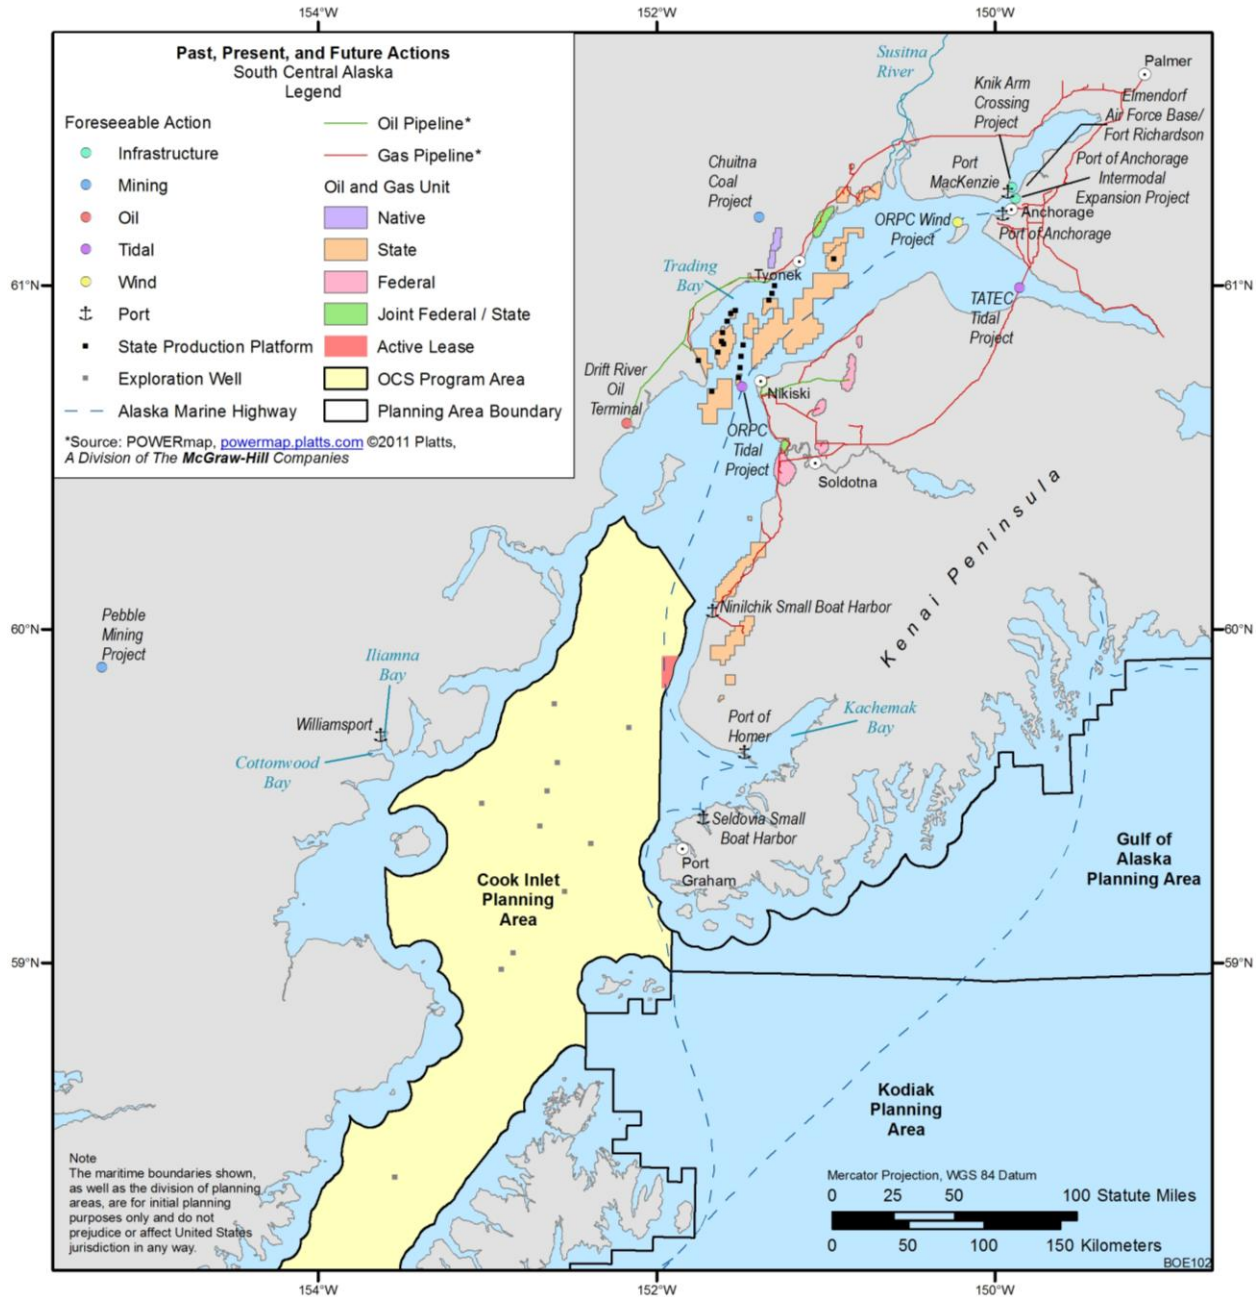 154°W
152°W
150°W
Past, Present, and Future Actions
South Central Alaska
Legend
Foreseeable Action
Infrastructure
Mining
Oil
Tidal
Wind
Port
State Production Platform
Exploration Well
Alaska Marine Highway
Oil Pipeline*
Gas Pipeline*
Oil and Gas Unit
Native
State
Federal
Joint Federal / State
Active Lease
OCS Program Area
Planning Area Boundary
*Source: POWERmap, powermap.platts.com ©2011 Platts,
A Division of The McGraw-Hill Companies
Susitna
River
Palmer
Knik Arm
Crossing
Project
Elmendorf
Air Force Base/
Fort Richardson
Port
MacKenzie
Port of Anchorage
Intermodal
Expansion Project
Chuitna
Coal
Project
ORPC Wind
Project
Anchorage
Port of Anchorage
Trading
Bay
Tyonek
61°N
61°N
TATEC
Tidal
Project
Drift River
Oil
Terminal
Nikiski
ORPC
Tidal
Project
Soldotna
Kenai Peninsula
60°N
60°N
Ninilchik Small Boat Harbor
Pebble
Mining
Project
Iliamna
Bay
Williamsport
Cottonwood
Bay
Port of
Homer
Kachemak
Bay
Seldovia Small
Boat Harbor
Port
Graham
Gulf of
Alaska
Planning Area
Cook Inlet
Planning
Area
59°N
59°N
Kodiak
Planning
Area
Note
The maritime boundaries shown,
as well as the division of planning
areas, are for initial planning
purposes only and do not
prejudice or affect United States
jurisdiction in any way.
Mercator Projection, WGS 84 Datum
0 25 50 100 Statute Miles
0 50 100 150 Kilometers
BOE102
154°W
152°W
150°W